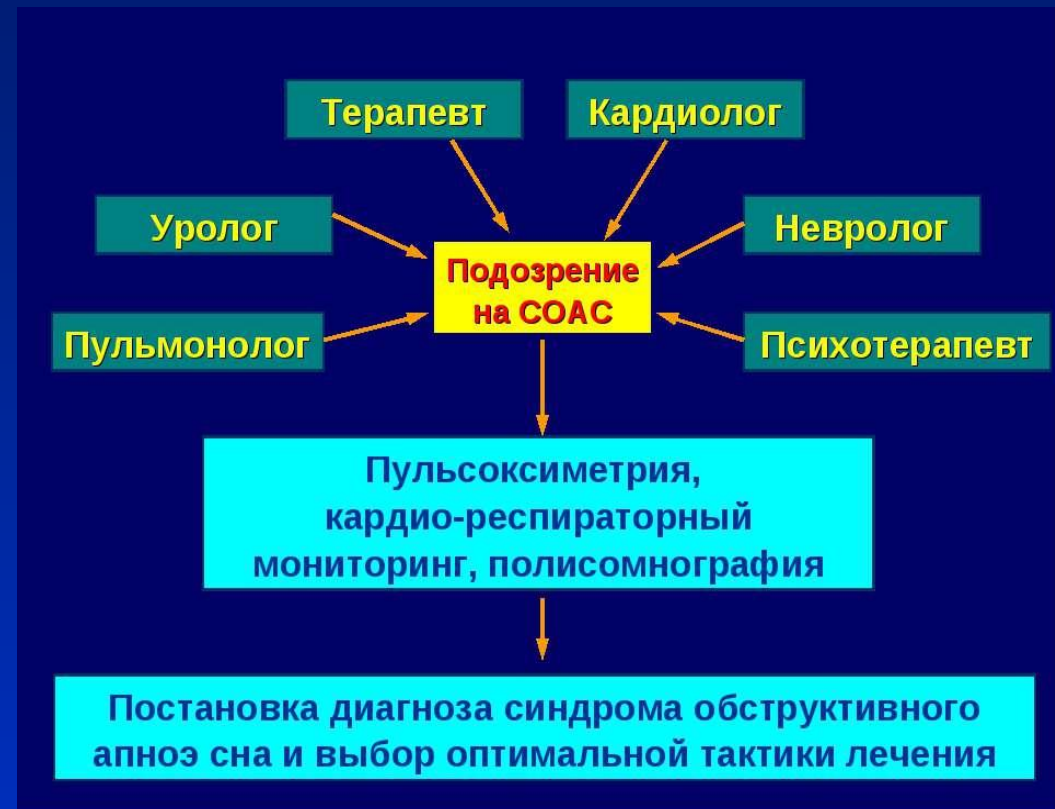 Терапевт
Кардиолог
Уролог
Невролог
Подозрение
на СОАС
Пульмонолог
Психотерапевт
Пульсоксиметрия,
кардио-респираторный
мониторинг, полисомнография
Постановка диагноза синдрома обструктивного
апноэ сна и выбор оптимальной тактики лечения